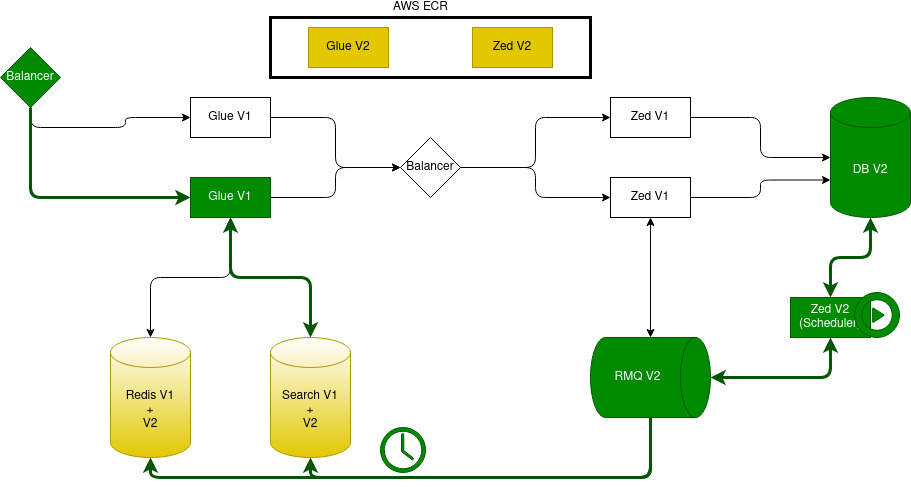 AWS ECR
Glue V2
Zed V2
Balancer
Glue V1
Zed V1
Balancer
DB V2
Glue V1
Zed V1
Zed V2
(Scheduler
RMQ V2
Redis V1
+
V2
Search V1
+
V2